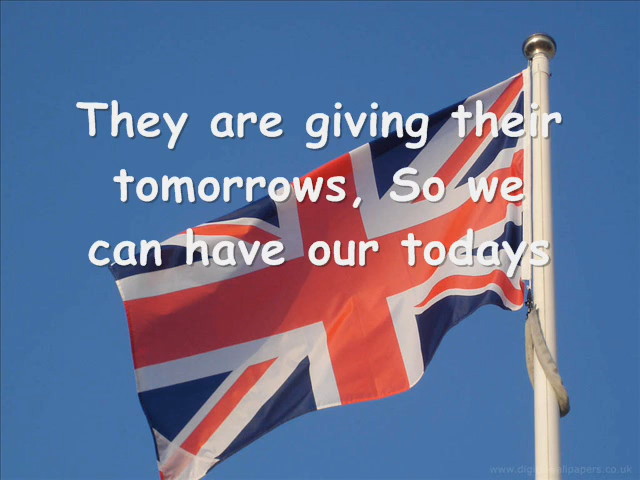 They are giving their
tomorrows, So we
can have our todays